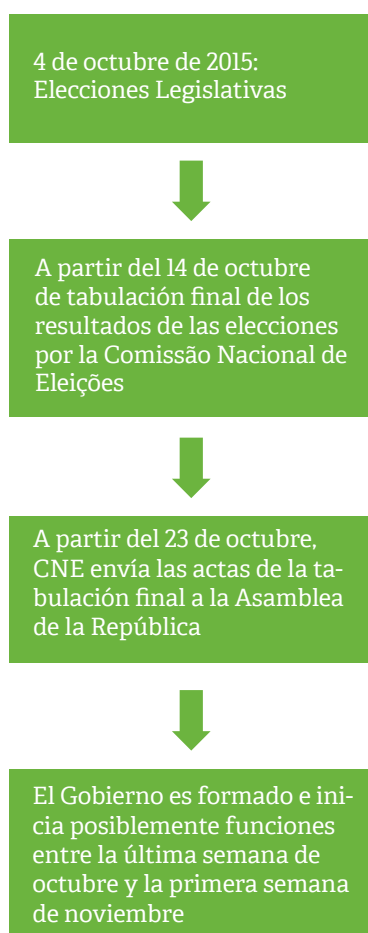 4 de octubre de 2015:
Elecciones Legislativas
A partir del 14 de octubre
de tabulación final de los
resultados de las elecciones
por la Comissão Nacional de
Eleições
A partir del 23 de octubre,
CNE envía las actas de la ta-
bulación final a la Asamblea
de la República
El Gobierno es formado e ini-
cia posiblemente funciones
entre la última semana de
octubre y la primera semana
de noviembre